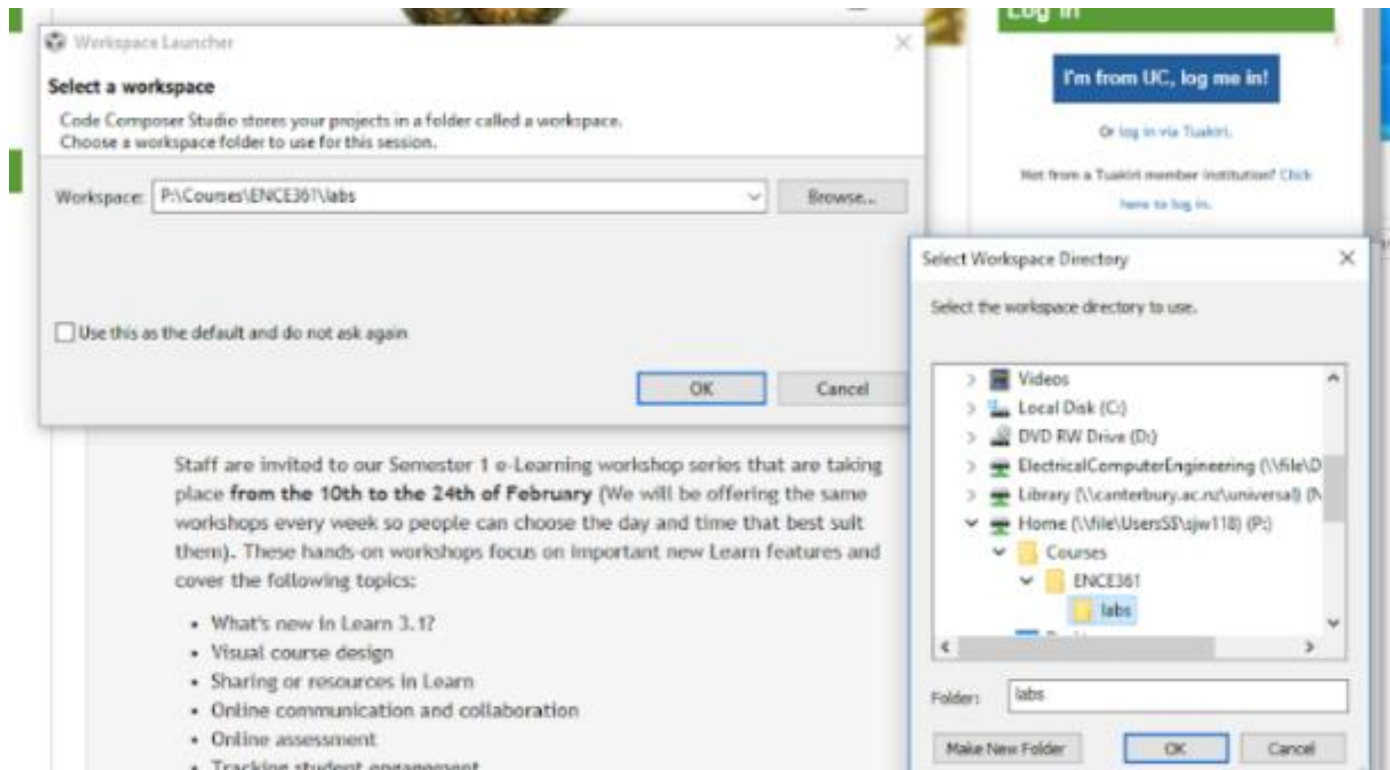 Workspace Launcher
Select a workspace
Code Composer Studio stores your projects in a folder called a workspace.
Choose a workspace folder to use for this session.
Workspace: P:\Courses\ENCE361\labs
Browse...
Use this as the default and do not ask again
OK
Cancel
Log in
I'm from UC, log me in!
Or log in via Tuakiri.
Not from a Tuakiri member institution? Click
here to log in.
Select Workspace Directory
Select the workspace directory to use.
Videos
Local Disk (C:)
DVD RW Drive (D:)
ElectricalComputerEngineering (\\file\D
Library (\\canterbury.ac.nz\universal) (N
Home (\\file\UsersS$\sjw118) (P:)
Courses
ENCE361
labs
Folder: labs
Make New Folder
OK
Cancel
Staff are invited to our Semester 1 e-Learning workshop series that are taking
place from the 10th to the 24th of February (We will be offering the same
workshops every week so people can choose the day and time that best suit
them). These hands-on workshops focus on important new Learn features and
cover the following topics:
• What's new in Learn 3.1?
• Visual course design
• Sharing or resources in Learn
• Online communication and collaboration
• Online assessment
• Tracking student engagement